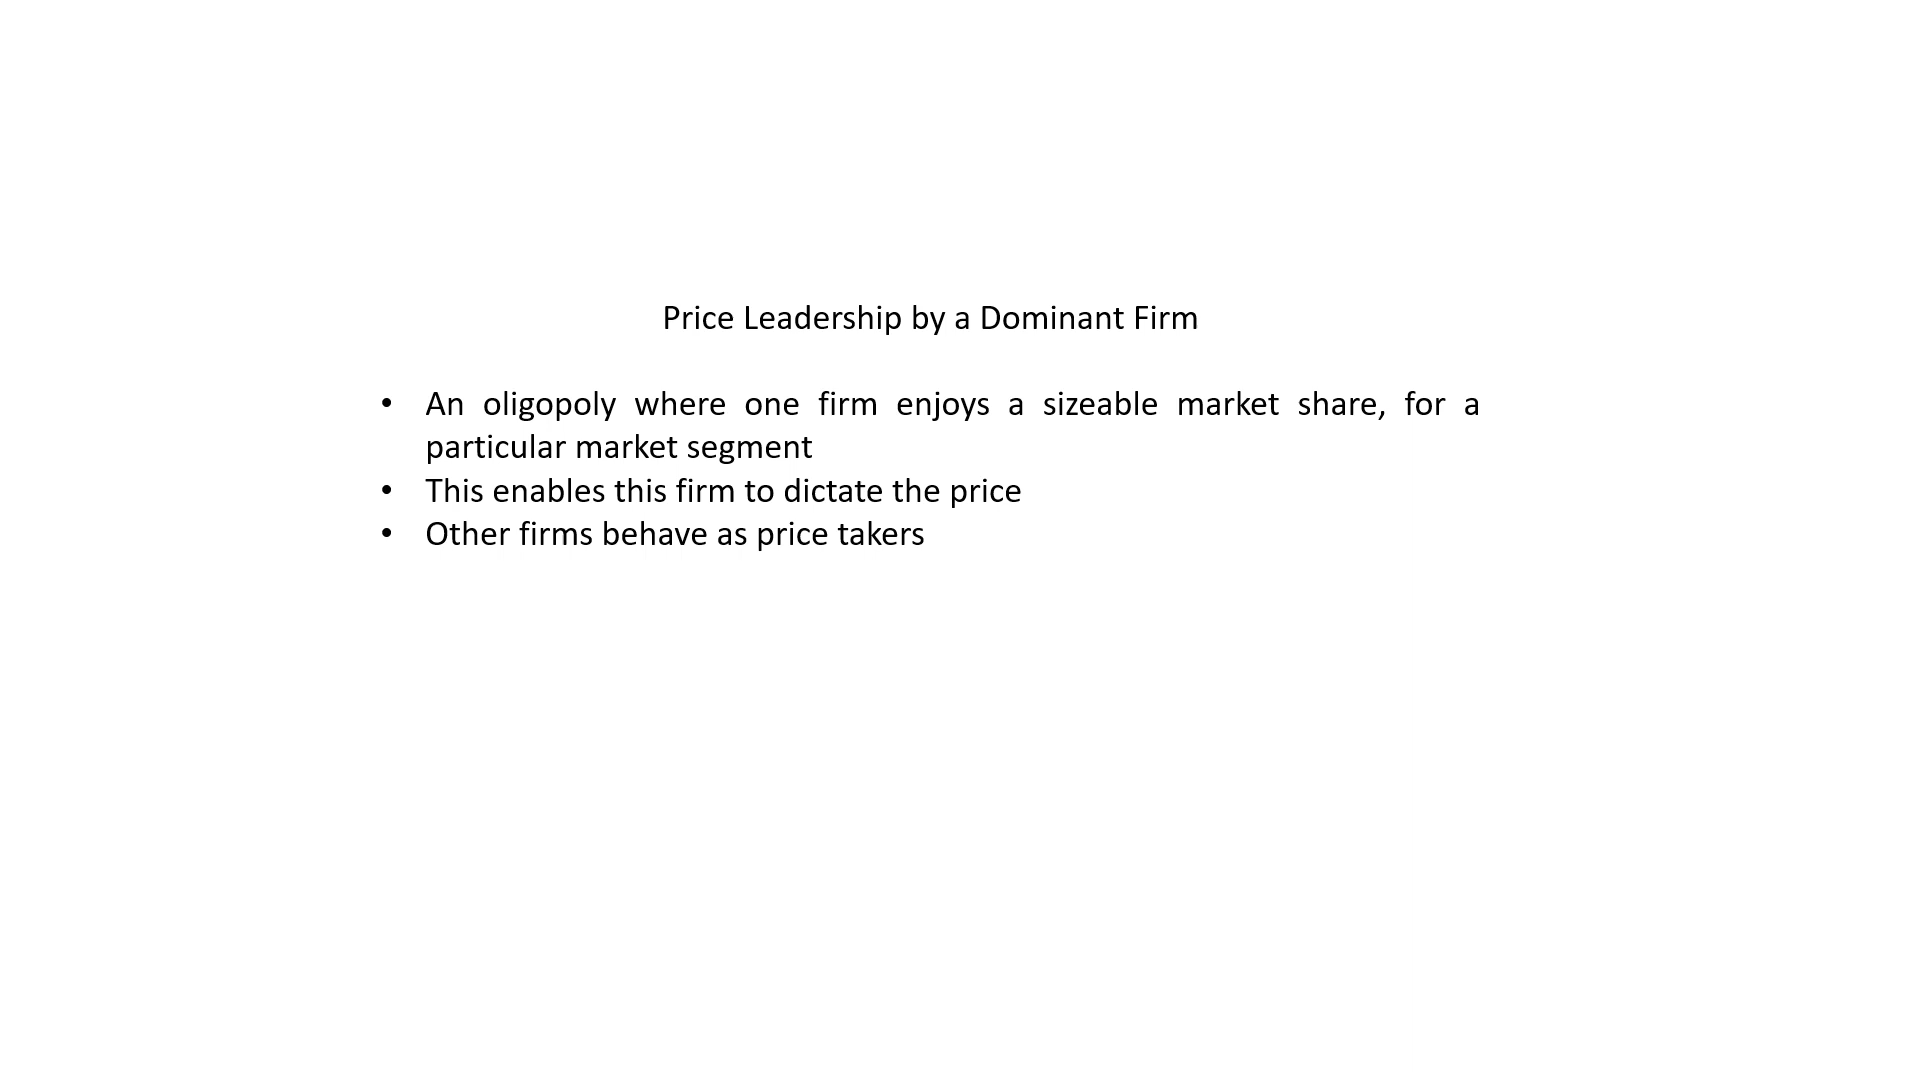 Price Leadership by a Dominant Firm
• An oligopoly where one firm enjoys a sizeable market share, for a
particular market segment
• This enables this firm to dictate the price
• Other firms behave as price takers